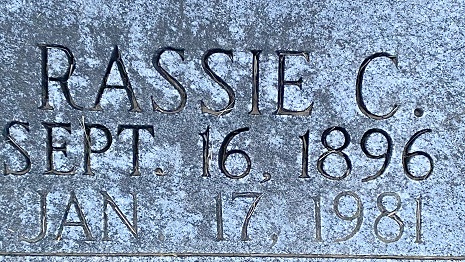 RASSIE C.
SEPT. 16, 1896
JAN. 17, 1981